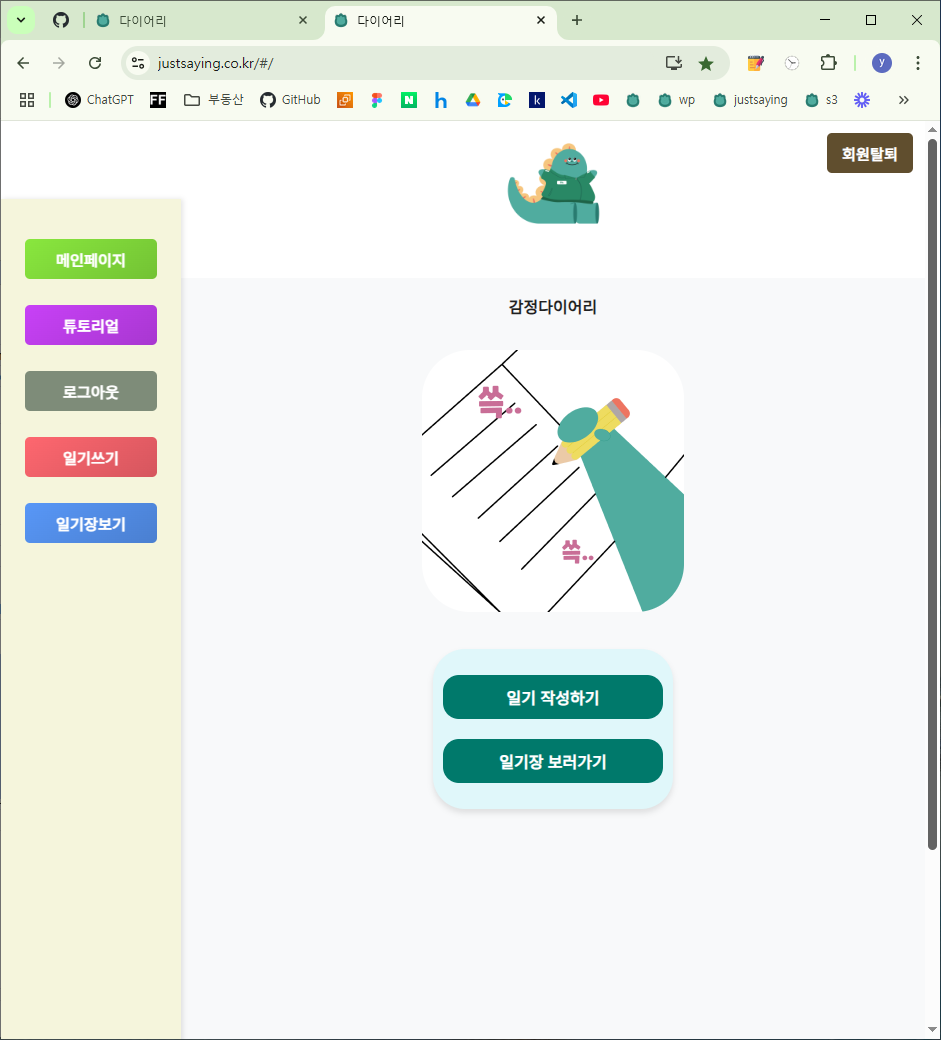 다이어리
다이어리
justsaying.co.kr/#/
y
ChatGPT
FF
부동산
GitHub
N
h
k
wp
justsaying
s3
회원탈퇴
메인페이지
튜토리얼
로그아웃
일기쓰기
일기장보기
감정다이어리
쓱..
쓱..
일기 작성하기
일기장 보러가기